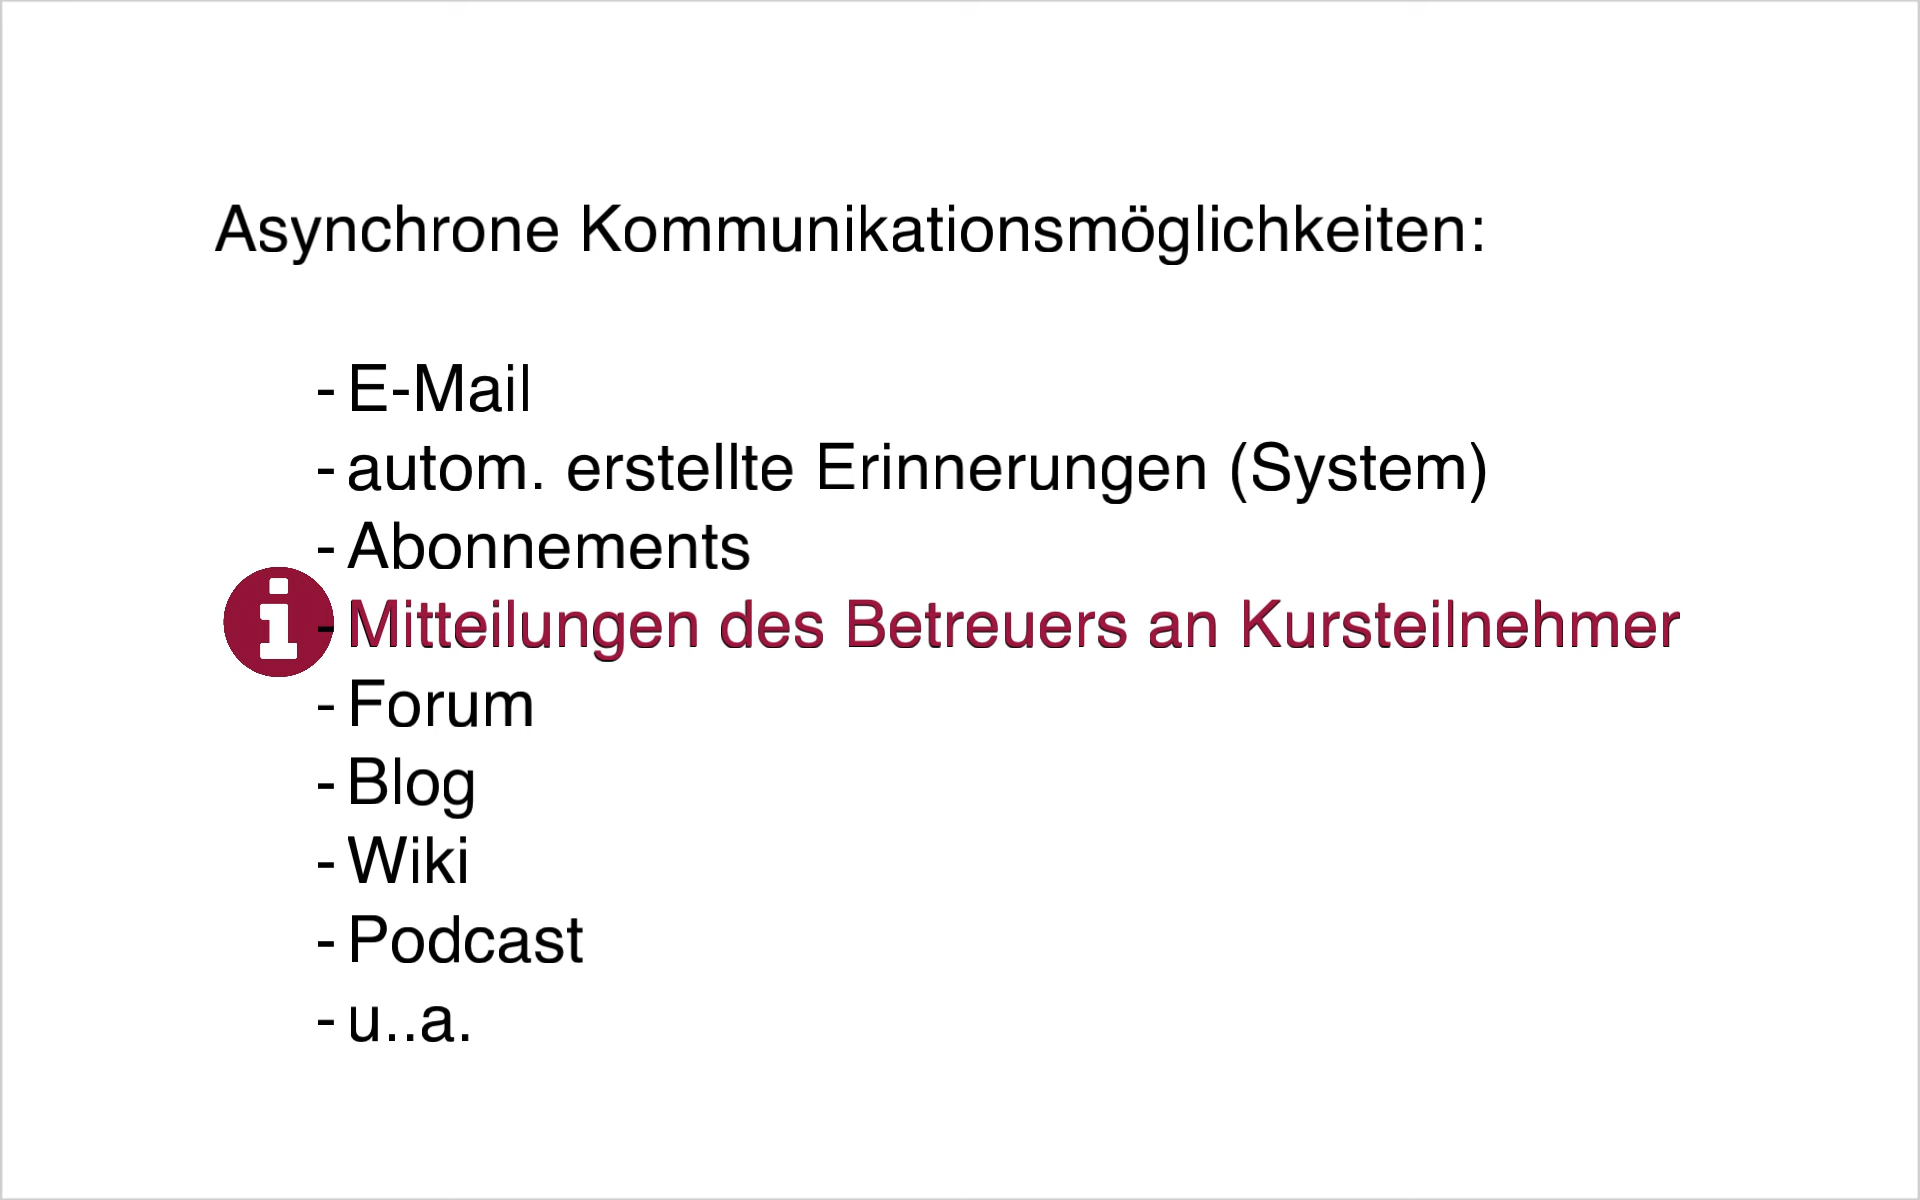 Asynchrone Kommunikationsmöglichkeiten:
- E-Mail
- autom. erstellte Erinnerungen (System)
- Abonnements
- Mitteilungen des Betreuers an Kursteilnehmer
- Forum
- Blog
- Wiki
- Podcast
- u..a.